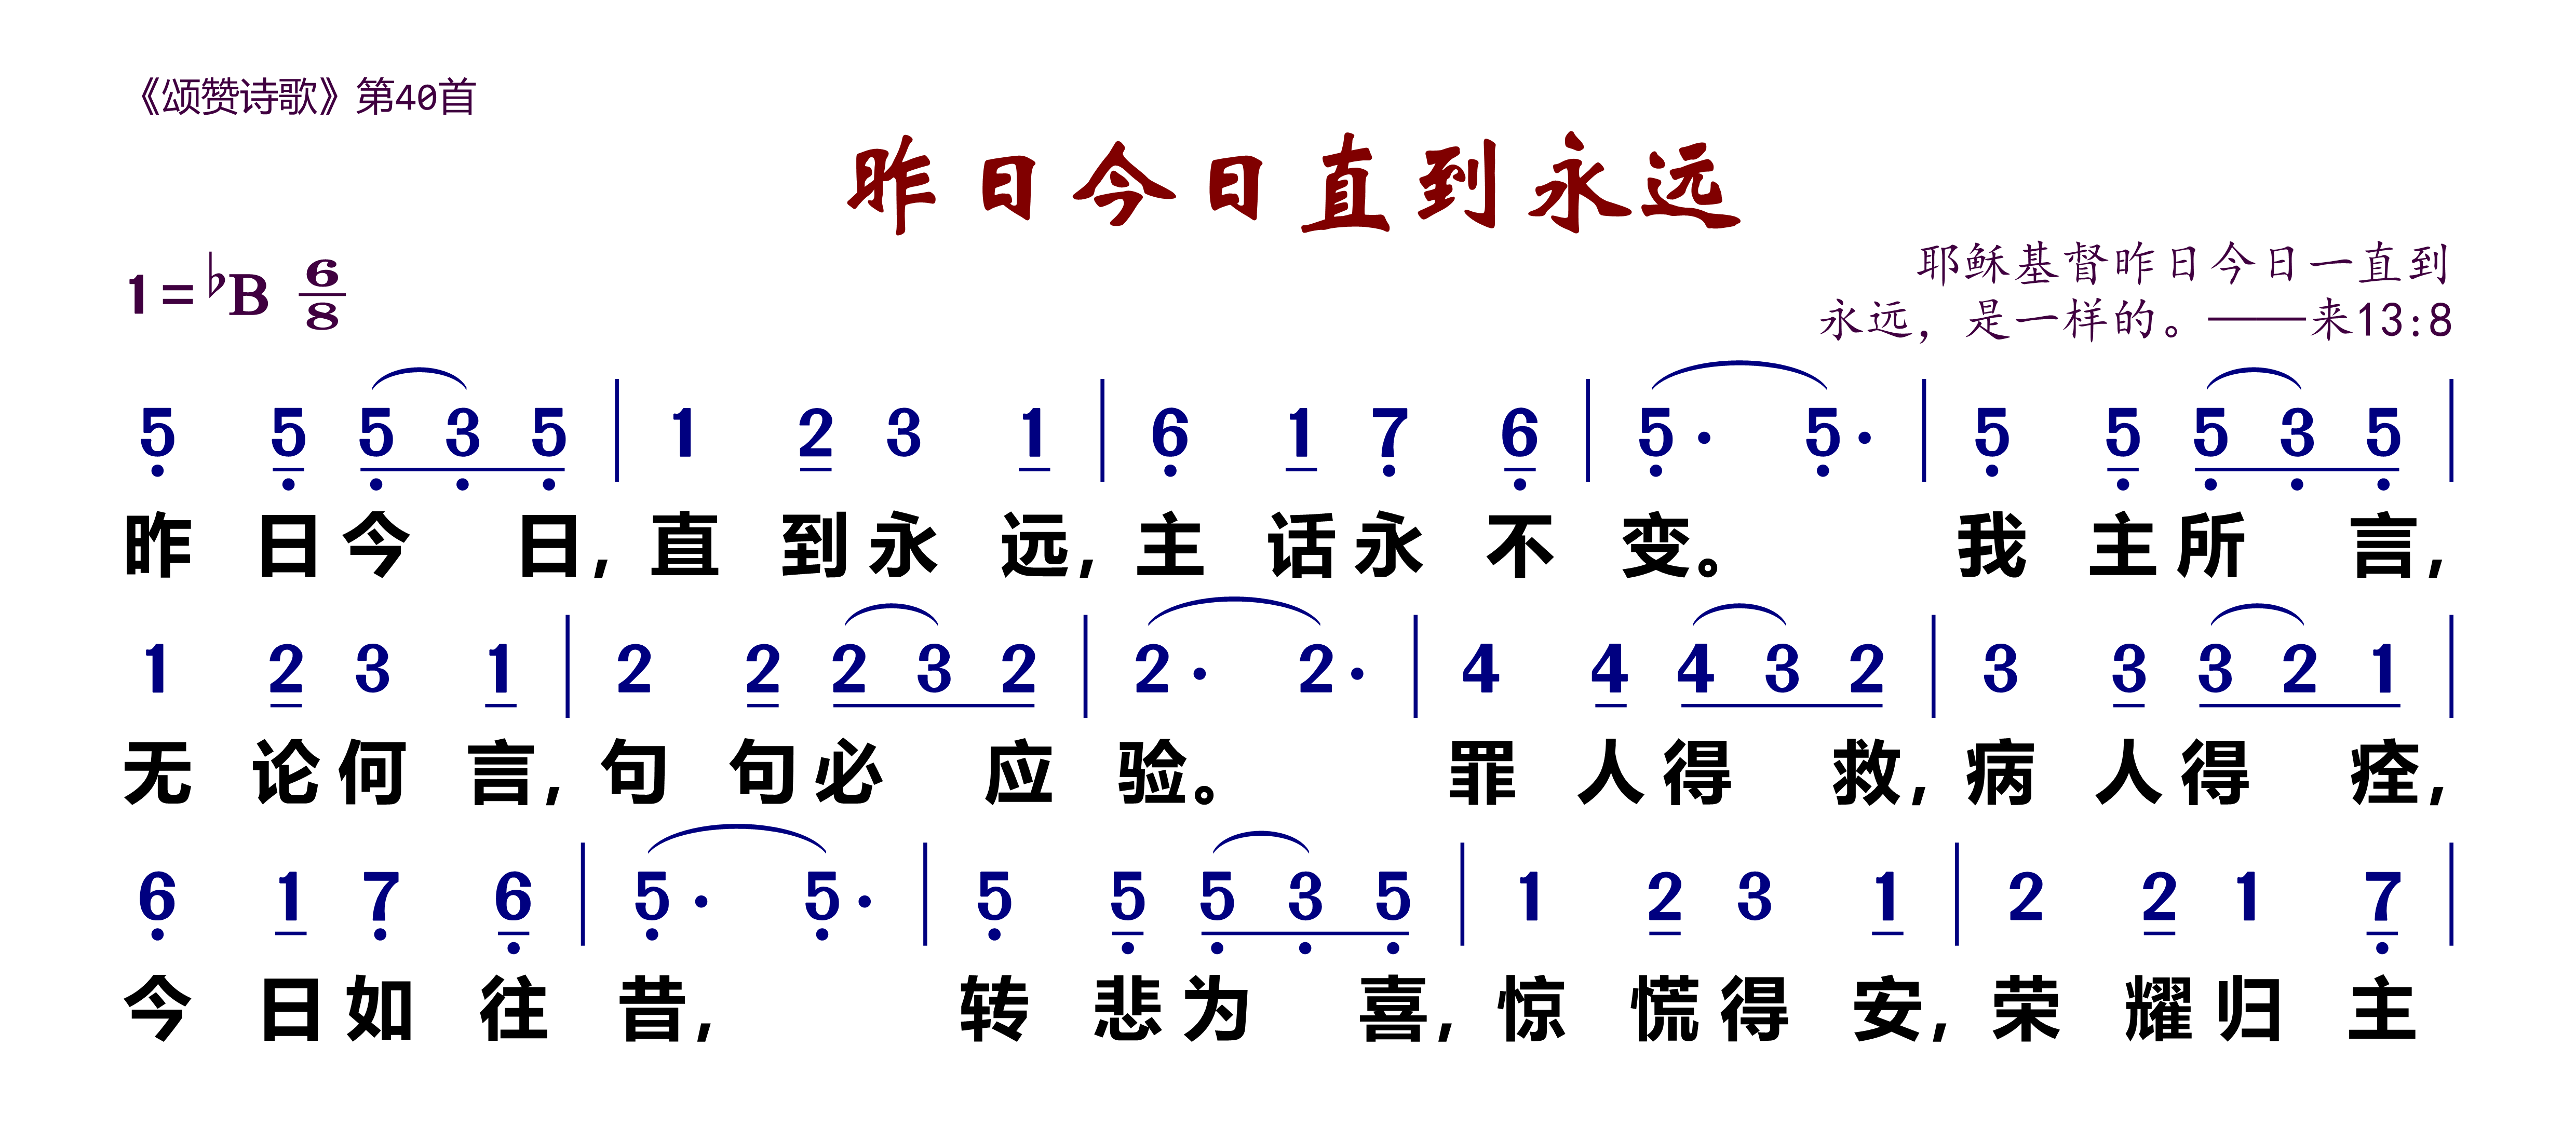 《颂赞诗歌》第40首
昨日今日直到永远
1=♭B 6/8
耶稣基督昨日今日一直到
永远，是一样的。——来13:8
5̣ 5̣ 5̣ 3̣ 5̣ | 1 2 3 1 | 6̣ 1 7̣ 6̣ | 5̣· 5̣· | 5̣ 5̣ 5̣ 3̣ 5̣ |
昨 日 今 日, 直 到 永 远, 主 话 永 不 变。 我 主 所 言,
1 2 3 1 | 2 2 2 3 2 | 2· 2· | 4 4 4 3 2 | 3 3 3 2 1 |
无 论 何 言, 句 句 必 应 验。 罪 人 得 救, 病 人 得 痊,
6̣ 1 7̣ 6̣ | 5̣· 5̣· | 5̣ 5̣ 5̣ 3̣ 5̣ | 1 2 3 1 | 2 2 1 7̣ |
今 日 如 往 昔, 转 悲 为 喜, 惊 慌 得 安, 荣 耀 归 主